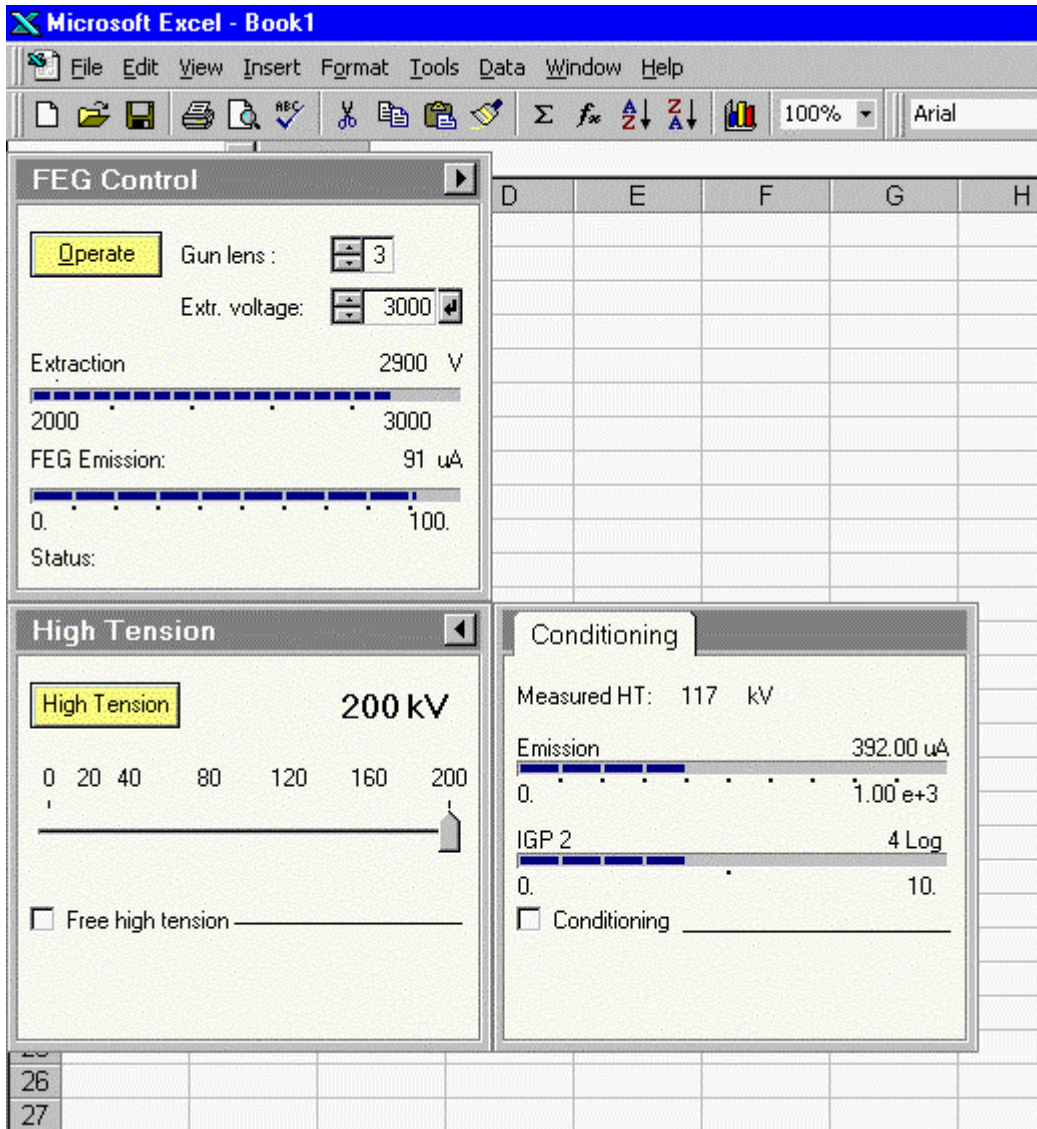 Microsoft Excel - Book1
File Edit View Insert Format Tools Data Window Help
ABC Σ fx A Z Z A 100% Arial
FEG Control
D E F G H
Operate Gun lens : 3
Extr. voltage: 3000
Extraction 2900 V
2000 3000
FEG Emission: 91 uA
0. 100.
Status:
High Tension
High Tension 200 kV
0 20 40 80 120 160 200
Free high tension
Conditioning
Measured HT: 117 kV
Emission 392.00 uA
0. 1.00 e+3
IGP 2 4 Log
0. 10.
Conditioning
26
27